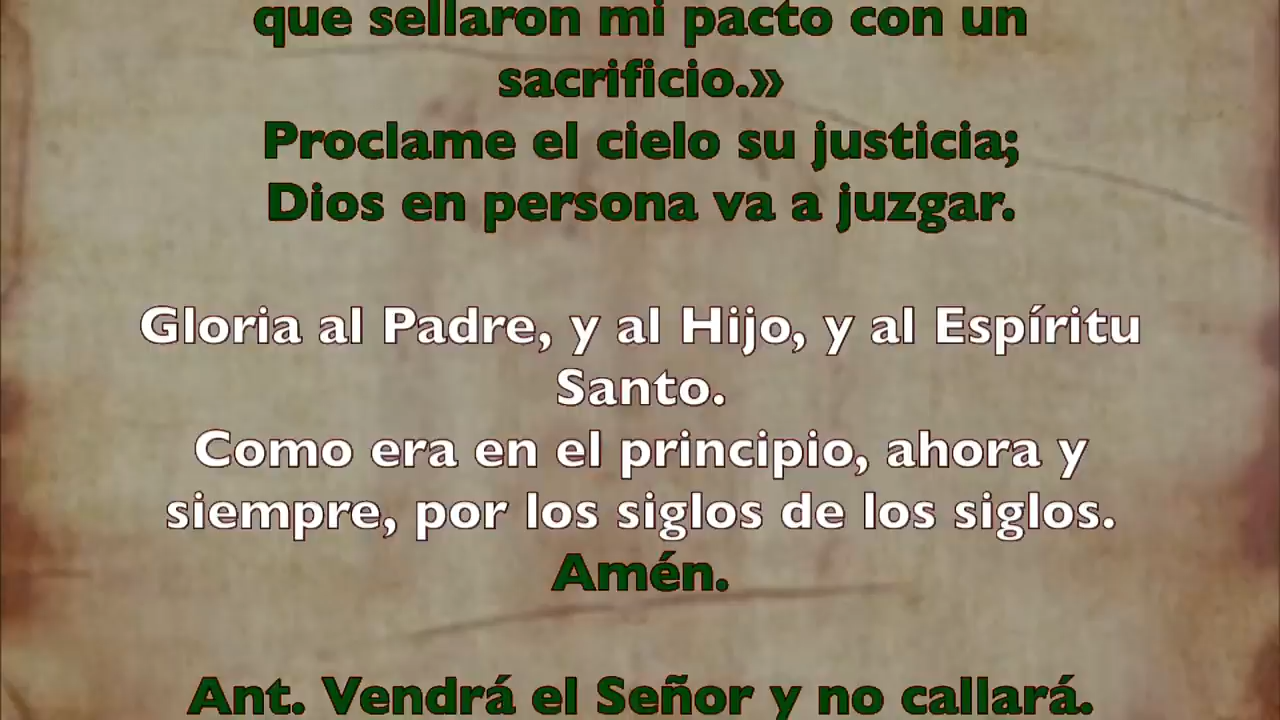 que sellaron mi pacto con un
sacrificio.»
Proclame el cielo su justicia;
Dios en persona va a juzgar.
Gloria al Padre, y al Hijo, y al Espíritu
Santo.
Como era en el principio, ahora y
siempre, por los siglos de los siglos.
Amén.
Ant. Vendrá el Señor y no callará.